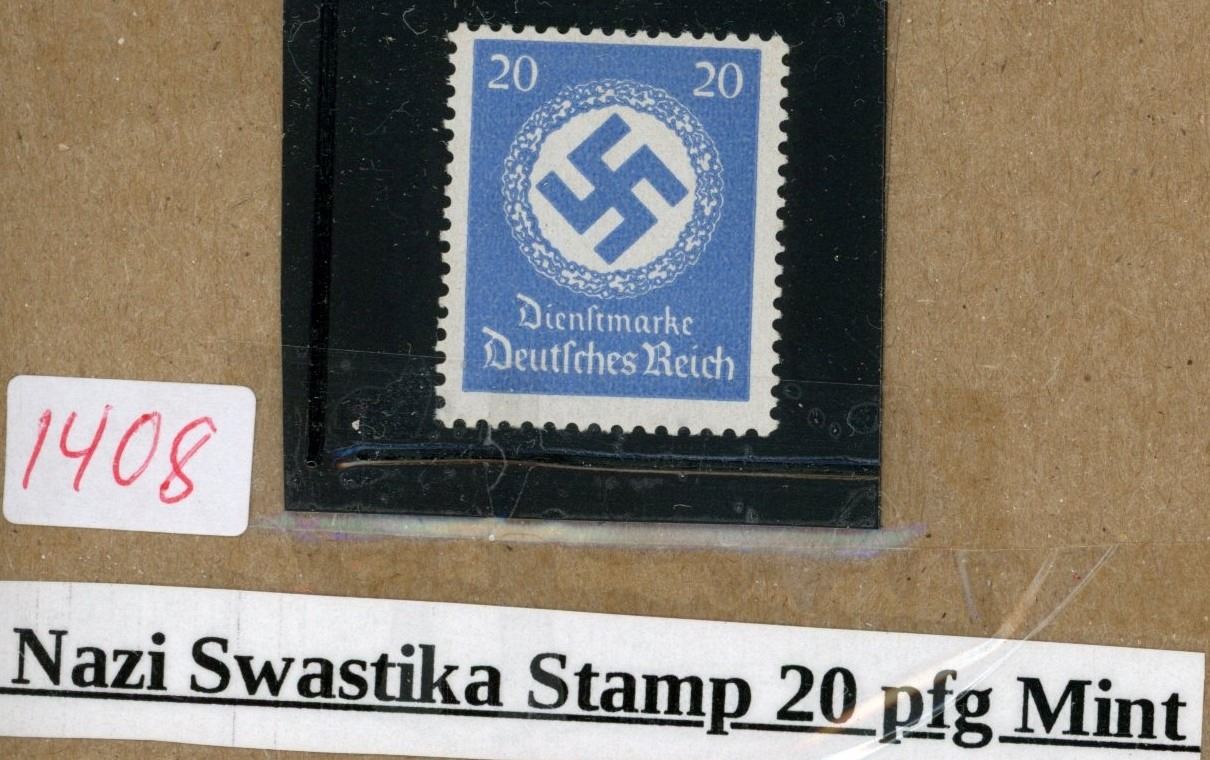 20 20
Dienſtmarke
Deutſches Reich
1408
Nazi Swastika Stamp 20 pfg Mint